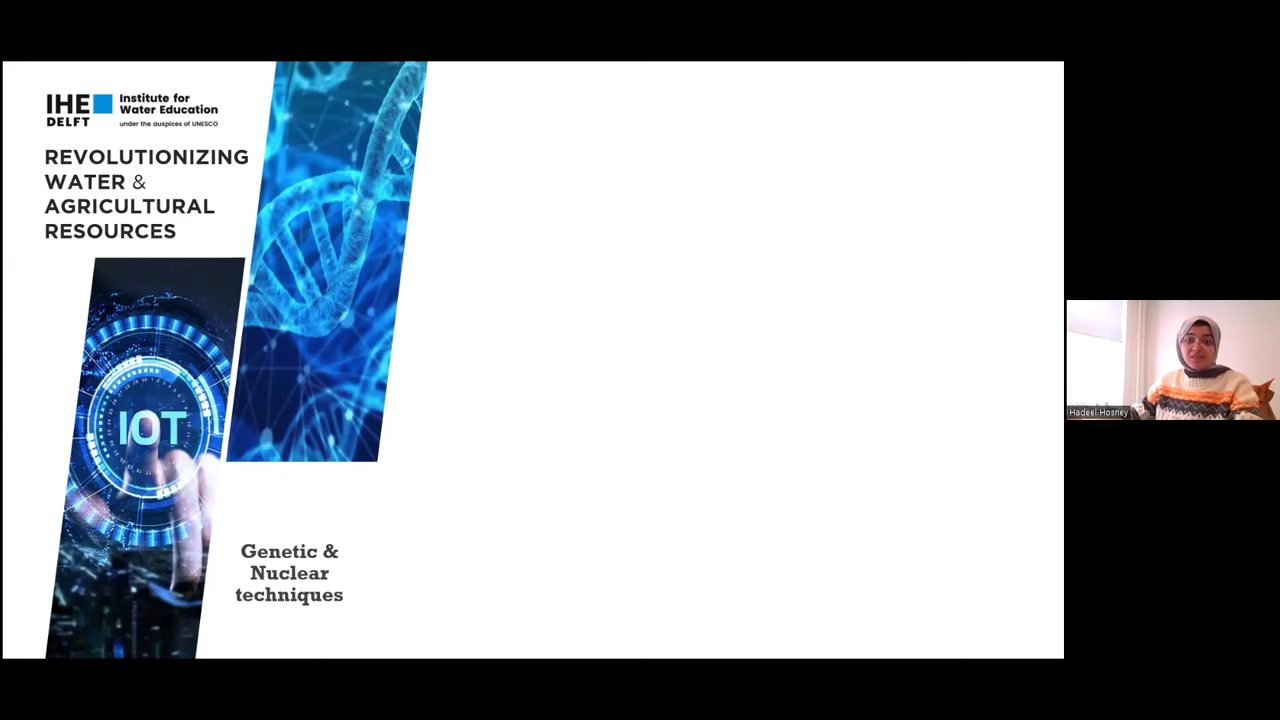 IHE
DELFT
Institute for
Water Education
under the auspices of UNESCO
REVOLUTIONIZING
WATER &
AGRICULTURAL
RESOURCES
IOT
Genetic &
Nuclear
techniques
Hadeel Hosney